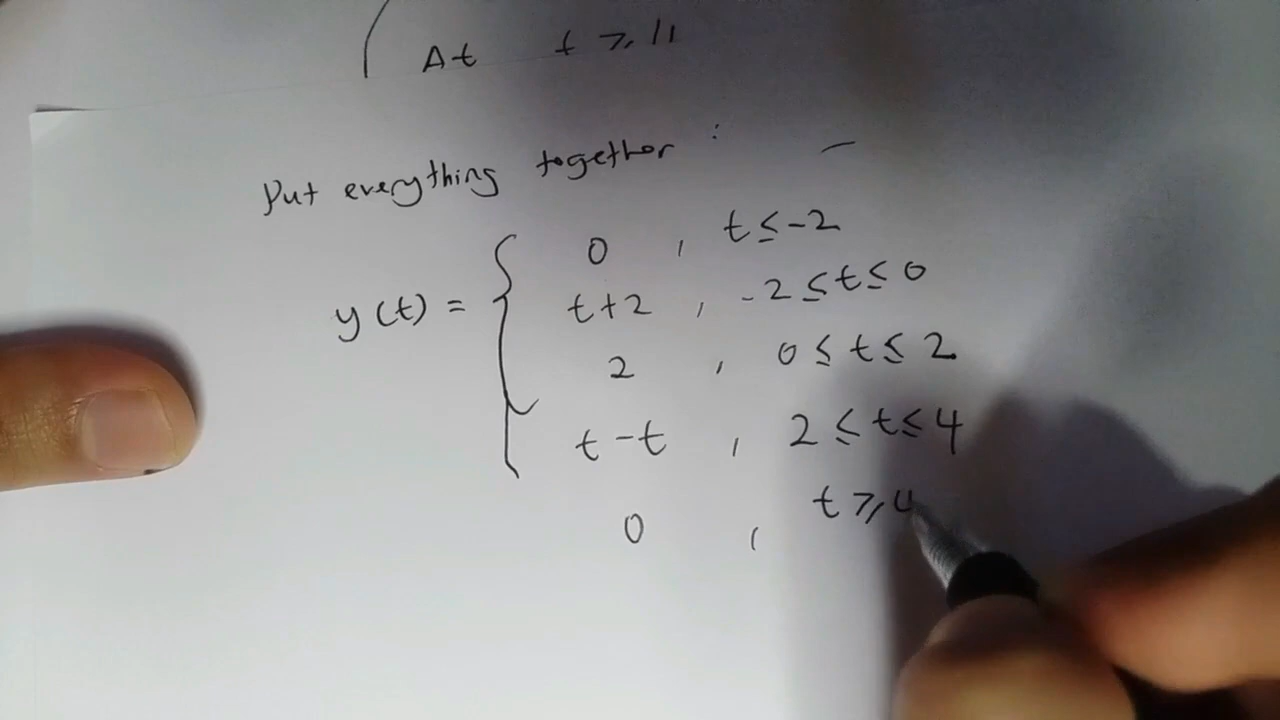 At t ≥ 11
Put everything together :
y(t) = { 0 , t ≤ -2
t+2 , -2 ≤ t ≤ 0
2 , 0 ≤ t ≤ 2
t-t , 2 ≤ t ≤ 4
0 , t ≥ 4